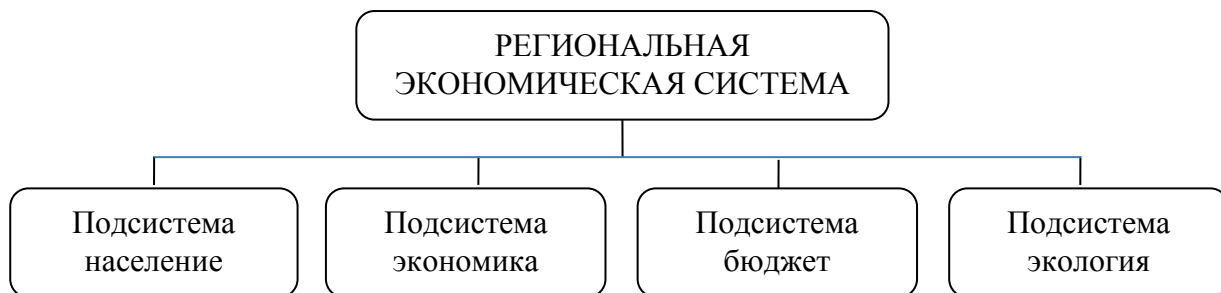 РЕГИОНАЛЬНАЯ
ЭКОНОМИЧЕСКАЯ СИСТЕМА
Подсистема
население
Подсистема
экономика
Подсистема
бюджет
Подсистема
экология